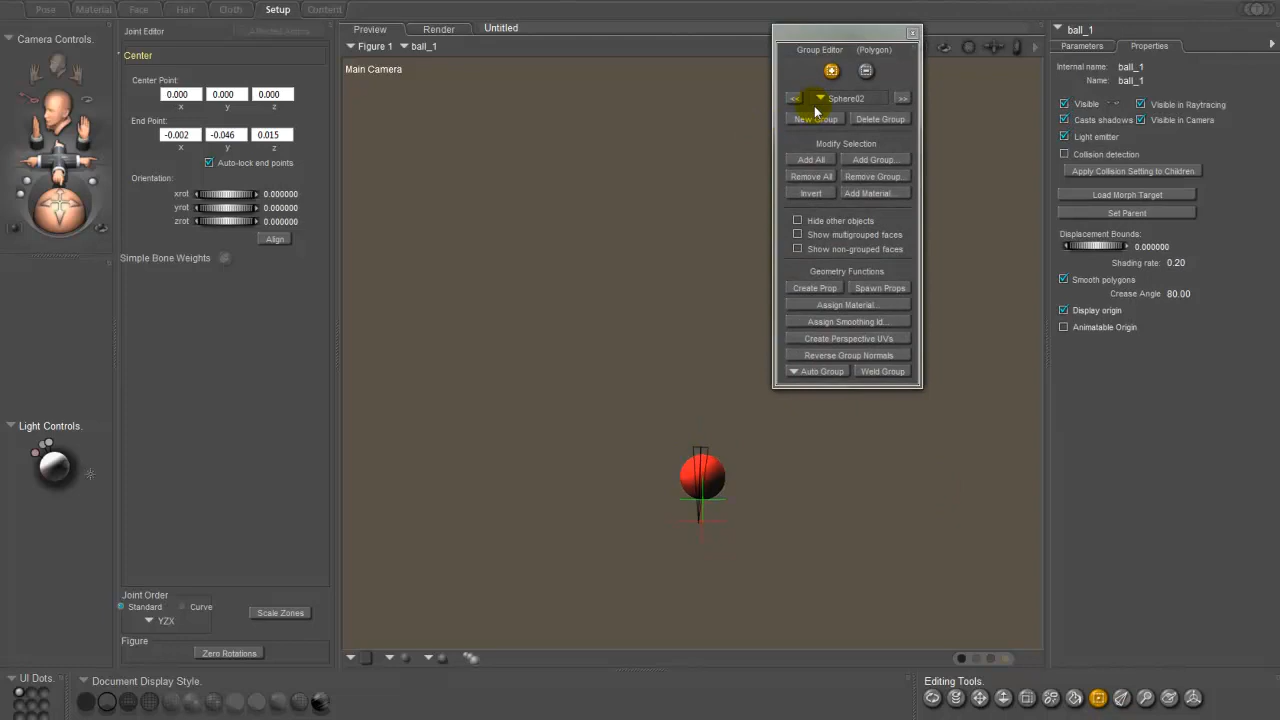 Pose Material Face Hair Cloth Setup Content
Camera Controls.
Light Controls.
UI Dots.
Joint Editor
Center
Center Point:
0.000 0.000 0.000
x y z
End Point:
-0.002 -0.046 0.015
x y z
Auto-lock end points
Orientation:
xrot 0.000000
yrot 0.000000
zrot 0.000000
Align
Simple Bone Weights
Joint Order
Standard Curve
YZX
Scale Zones
Figure
Zero Rotations
Document Display Style.
Preview Render Untitled
Figure 1 ball_1
Main Camera
Group Editor (Polygon)
<< Sphere02 >>
New Group Delete Group
Modify Selection
Add All Add Group...
Remove All Remove Group...
Invert Add Material...
Hide other objects
Show multigrouped faces
Show non-grouped faces
Geometry Functions
Create Prop Spawn Props
Assign Material...
Assign Smoothing Id...
Create Perspective UVs
Reverse Group Normals
Auto Group Weld Group
ball_1
Parameters Properties
Internal name: ball_1
Name: ball_1
Visible Visible in Raytracing
Casts shadows Visible in Camera
Light emitter
Collision detection
Apply Collision Setting to Children.
Load Morph Target
Set Parent
Displacement Bounds:
0.000000
Shading rate: 0.20
Smooth polygons
Crease Angle 80.00
Display origin
Animatable Origin
Editing Tools.